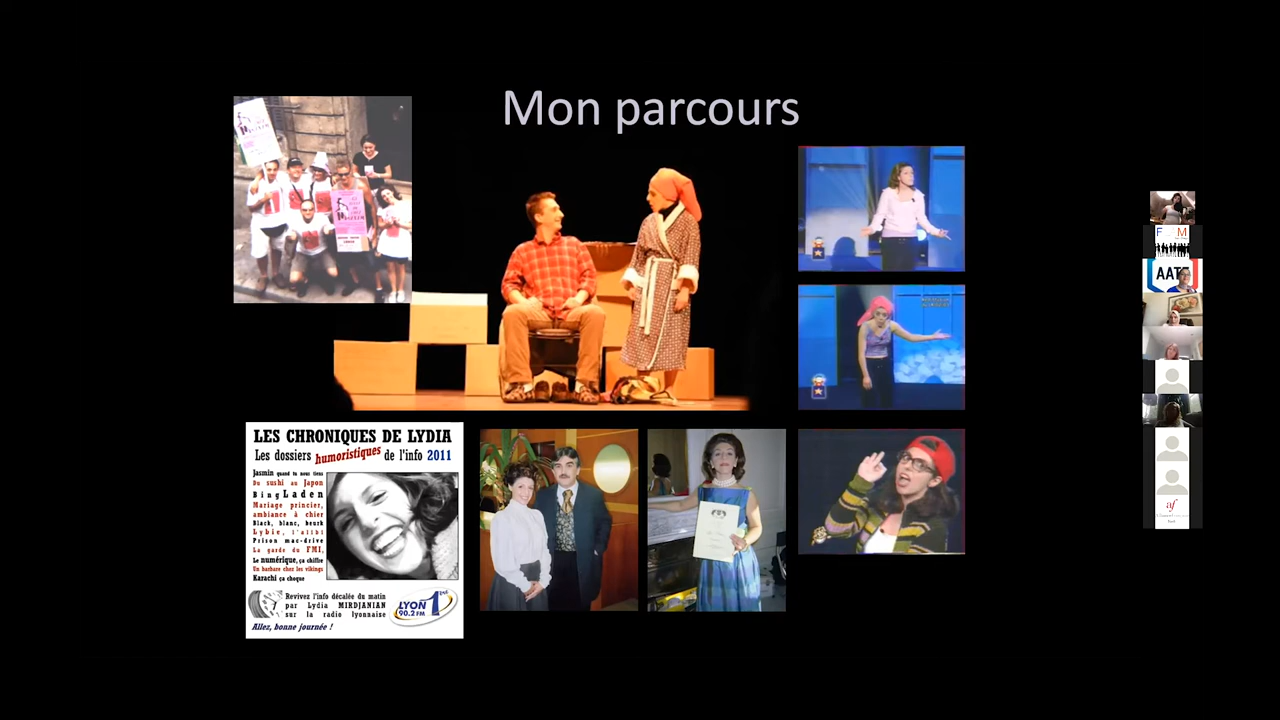 Mon parcours
LES CHRONIQUES DE LYDIA
Les dossiers humoristiques de l'info 2011
Jasmin quand tu nous tiens
Du sushi au Japon
Bing Laden
Mariage princier,
ambiance à chier
Black, blanc, beurk
Lybie, l'alibi
Prison mac-drive
La garde du FMI,
Le numérique, ça chiffre
Un barbare chez les vikings
Karachi ça choque
Revivez l'info décalée du matin
par Lydia MIRDJANIAN
sur la radio lyonnaise
Allez, bonne journée !
LYON 1ère
90.2 FM
F M
AATF
af